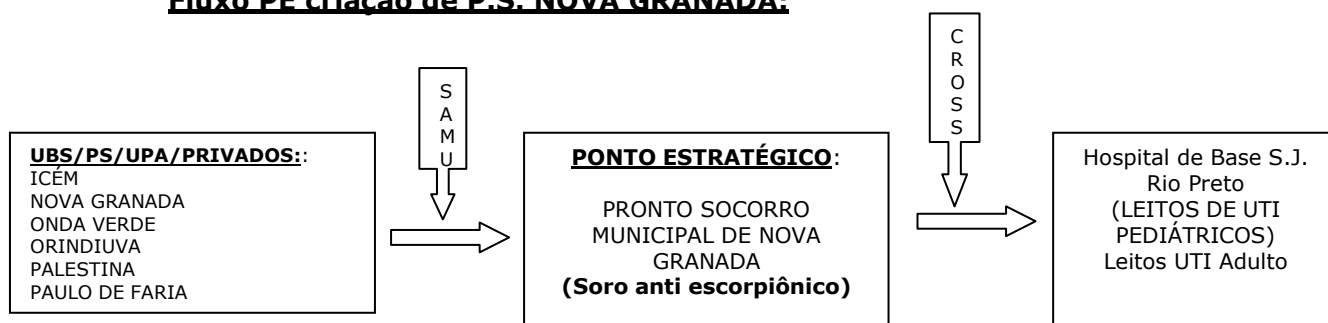 Fluxo PE criação de P.S. NOVA GRANADA:
S
A
M
U
C
R
O
S
S
UBS/PS/UPA/PRIVADOS::
ICÉM
NOVA GRANADA
ONDA VERDE
ORINDIUVA
PALESTINA
PAULO DE FARIA
PONTO ESTRATÉGICO:
PRONTO SOCORRO
MUNICIPAL DE NOVA
GRANADA
(Soro anti escorpiônico)
Hospital de Base S.J.
Rio Preto
(LEITOS DE UTI
PEDIÁTRICOS)
Leitos UTI Adulto